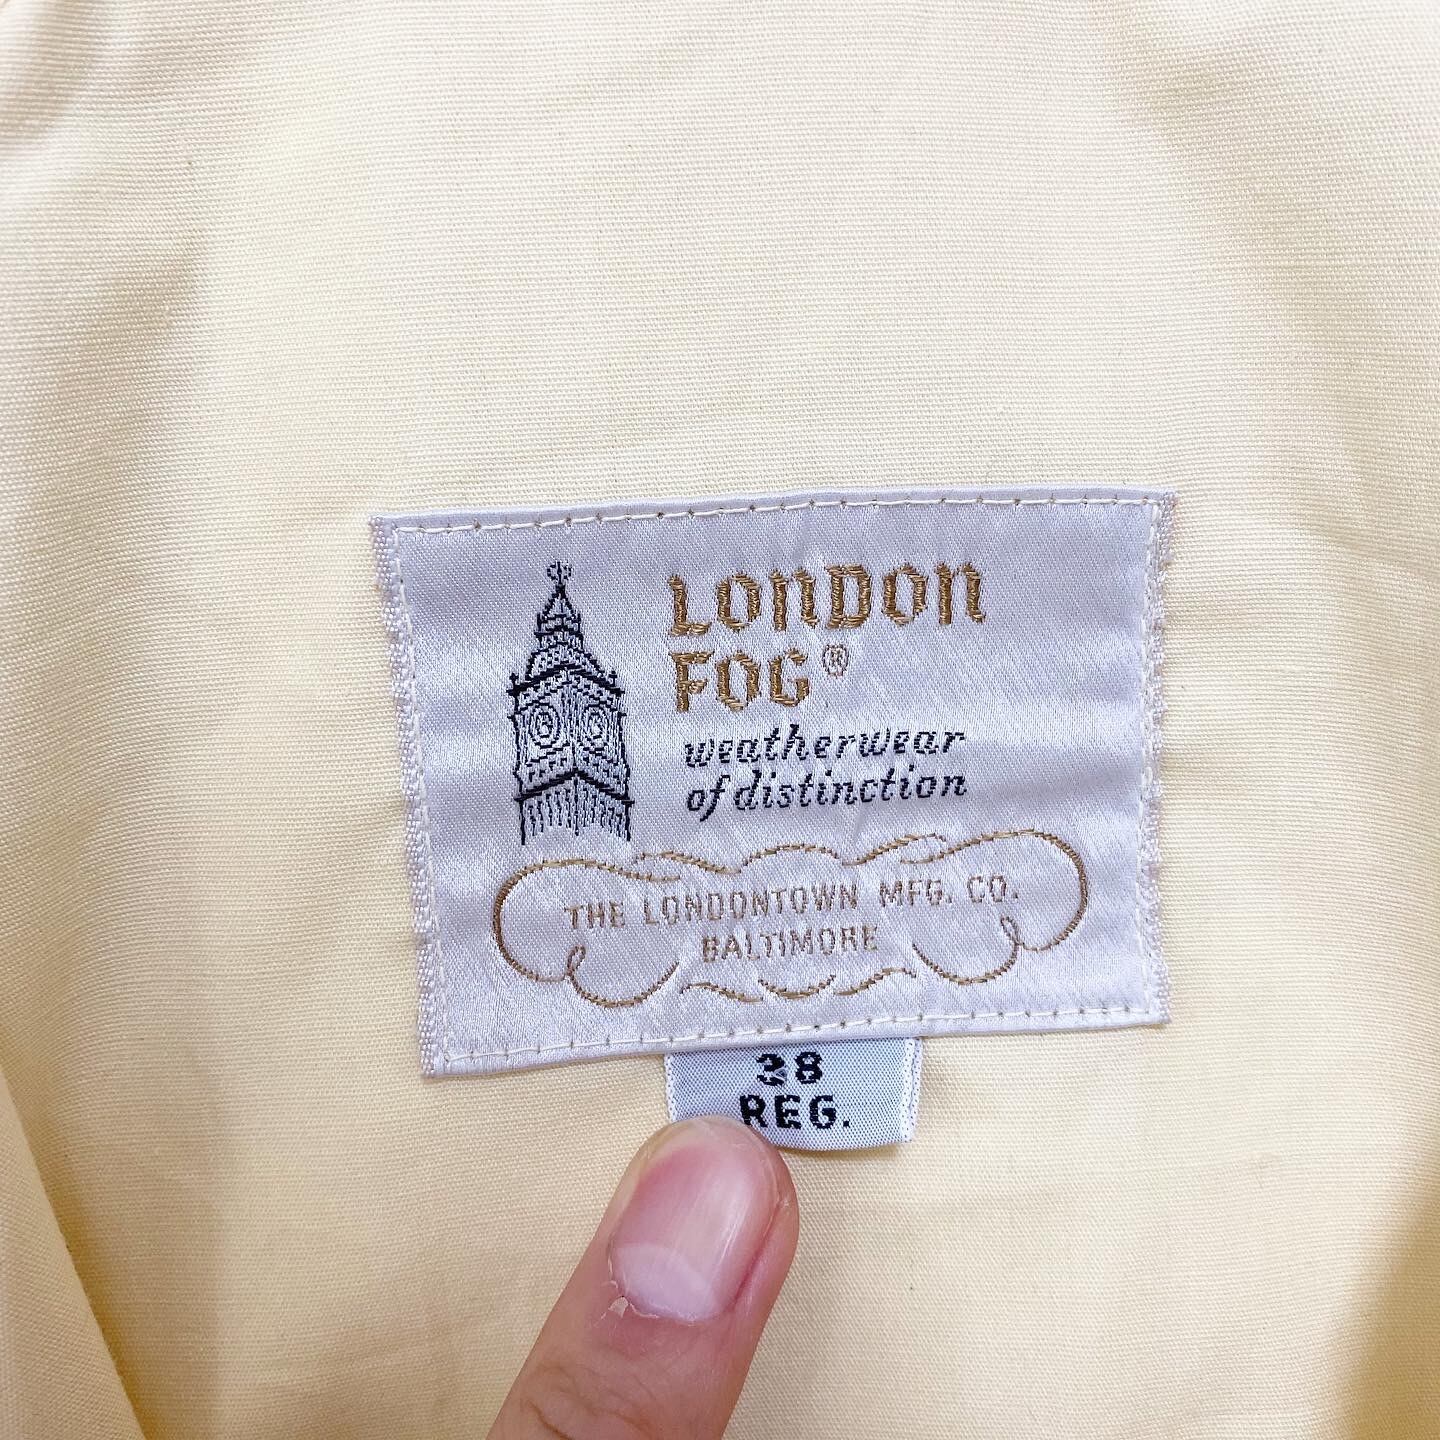 LONDON
FOG®
weatherwear
of distinction
THE LONDONTOWN MFG. CO.
BALTIMORE
38
REG.